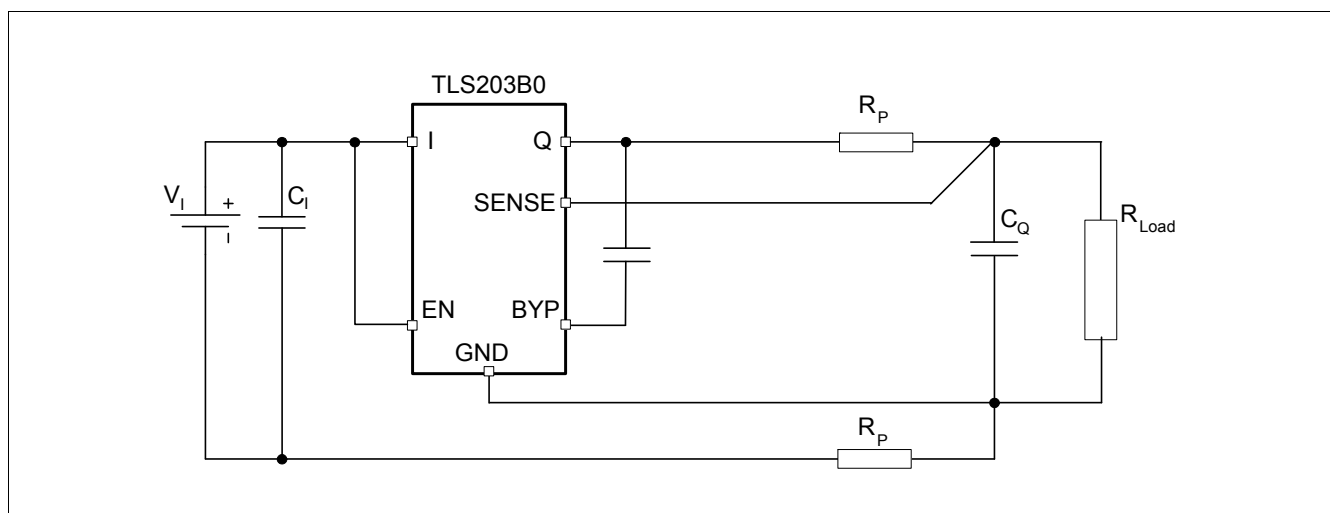 TLS203B0
R_P
I
Q
V_I
+
C_I
SENSE
R_Load
C_Q
EN
BYP
GND
R_P